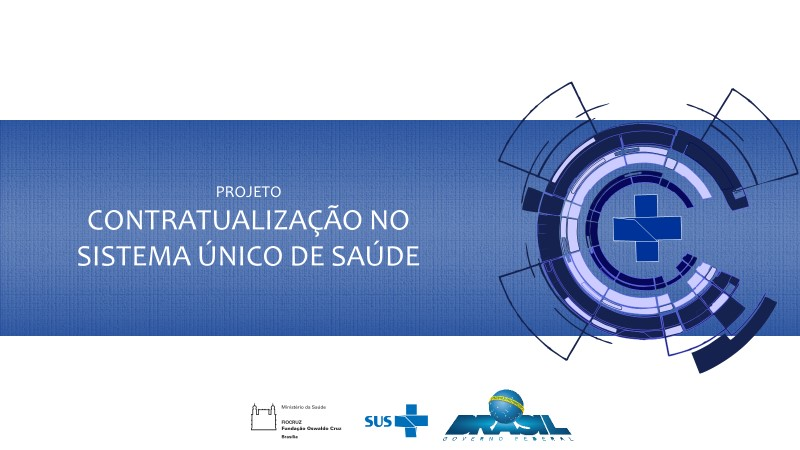 PROJETO
CONTRATUALIZAÇÃO NO
SISTEMA ÚNICO DE SAÚDE
Ministério da Saúde
FIOCRUZ
Fundação Oswaldo Cruz
Brasília
SUS
BRASIL
GOVERNO FEDERAL